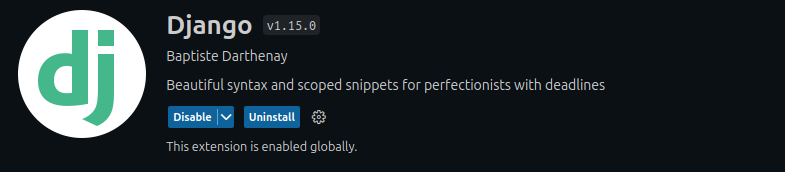 dj
Django v1.15.0
Baptiste Darthenay
Beautiful syntax and scoped snippets for perfectionists with deadlines
Disable Uninstall
This extension is enabled globally.